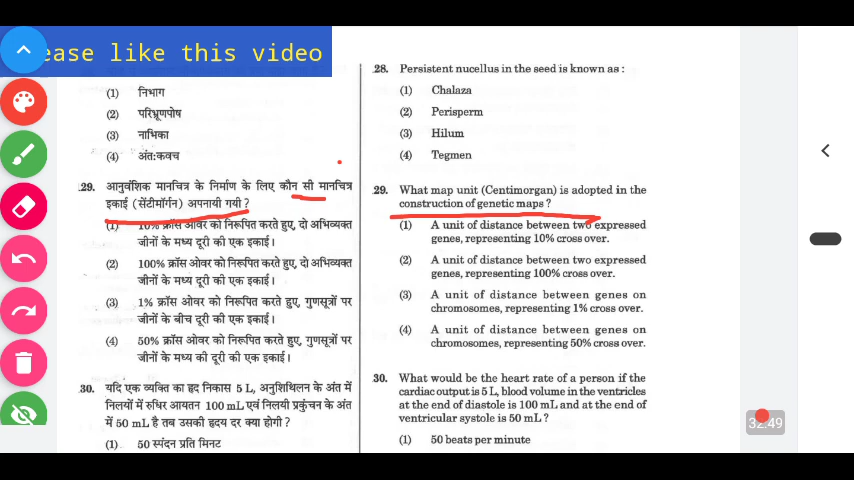 ease like this video
(1) निभाग
(2) परिभ्रूणपोष
(3) नाभिका
(4) अंतःकवच
129. आनुवंशिक मानचित्र के निर्माण के लिए कौन सी मानचित्र
इकाई (सेंटीमॉर्गन) अपनायी गयी ?
(1) 10% क्रॉस ओवर को निरूपित करते हुए, दो अभिव्यक्त
जीनों के मध्य दूरी की एक इकाई।
(2) 100% क्रॉस ओवर को निरूपित करते हुए, दो अभिव्यक्त
जीनों के मध्य दूरी की एक इकाई।
(3) 1% क्रॉस ओवर को निरूपित करते हुए, गुणसूत्रों पर
जीनों के बीच दूरी की एक इकाई।
(4) 50% क्रॉस ओवर को निरूपित करते हुए, गुणसूत्रों पर
जीनों के मध्य की दूरी की एक इकाई।
130. यदि एक व्यक्ति का हृद निकास 5 L, अनुशिथिलन के अंत में
निलयों में रुधिर आयतन 100 mL एवं निलयी प्रकुंचन के अंत
में 50 mL है तब उसकी हृदय दर क्या होगी ?
(1) 50 स्पंदन प्रति मिनट
28. Persistent nucellus in the seed is known as :
(1) Chalaza
(2) Perisperm
(3) Hilum
(4) Tegmen
29. What map unit (Centimorgan) is adopted in the
construction of genetic maps ?
(1) A unit of distance between two expressed
genes, representing 10% cross over.
(2) A unit of distance between two expressed
genes, representing 100% cross over.
(3) A unit of distance between genes on
chromosomes, representing 1% cross over.
(4) A unit of distance between genes on
chromosomes, representing 50% cross over.
30. What would be the heart rate of a person if the
cardiac output is 5 L, blood volume in the ventricles
at the end of diastole is 100 mL and at the end of
ventricular systole is 50 mL ?
(1) 50 beats per minute
32:49